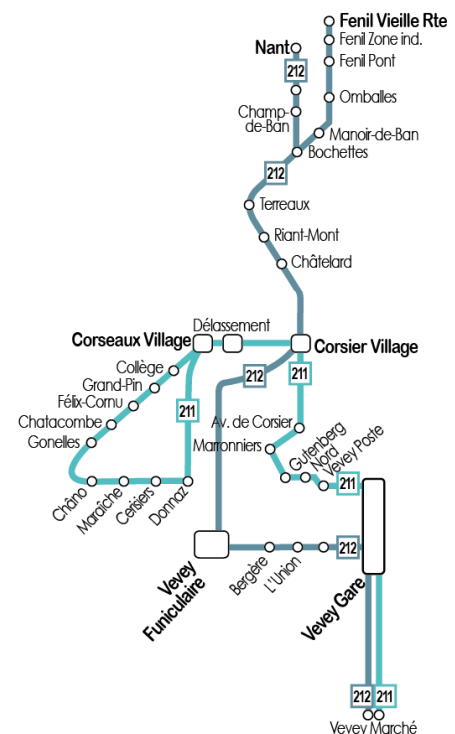 Fenil Vieille Rte
Fenil Zone ind.
Nant
Fenil Pont
212
Omballes
Champ-
de-Ban
Manoir-de-Ban
Bochettes
212
Terreaux
Riant-Mont
Châtelard
Délassement
Corseaux Village
Corsier Village
Collège
212
211
Grand-Pin
Félix-Cornu
211
Chatacombe
Av. de Corsier
Gonelles
Marronniers
Gutenberg
Nord
Vevey Poste
211
Châno
Maraîche
Cerisiers
Donnaz
212
Vevey
Funiculaire
Bergère
L'Union
Vevey Gare
212
211
Vevey Marché